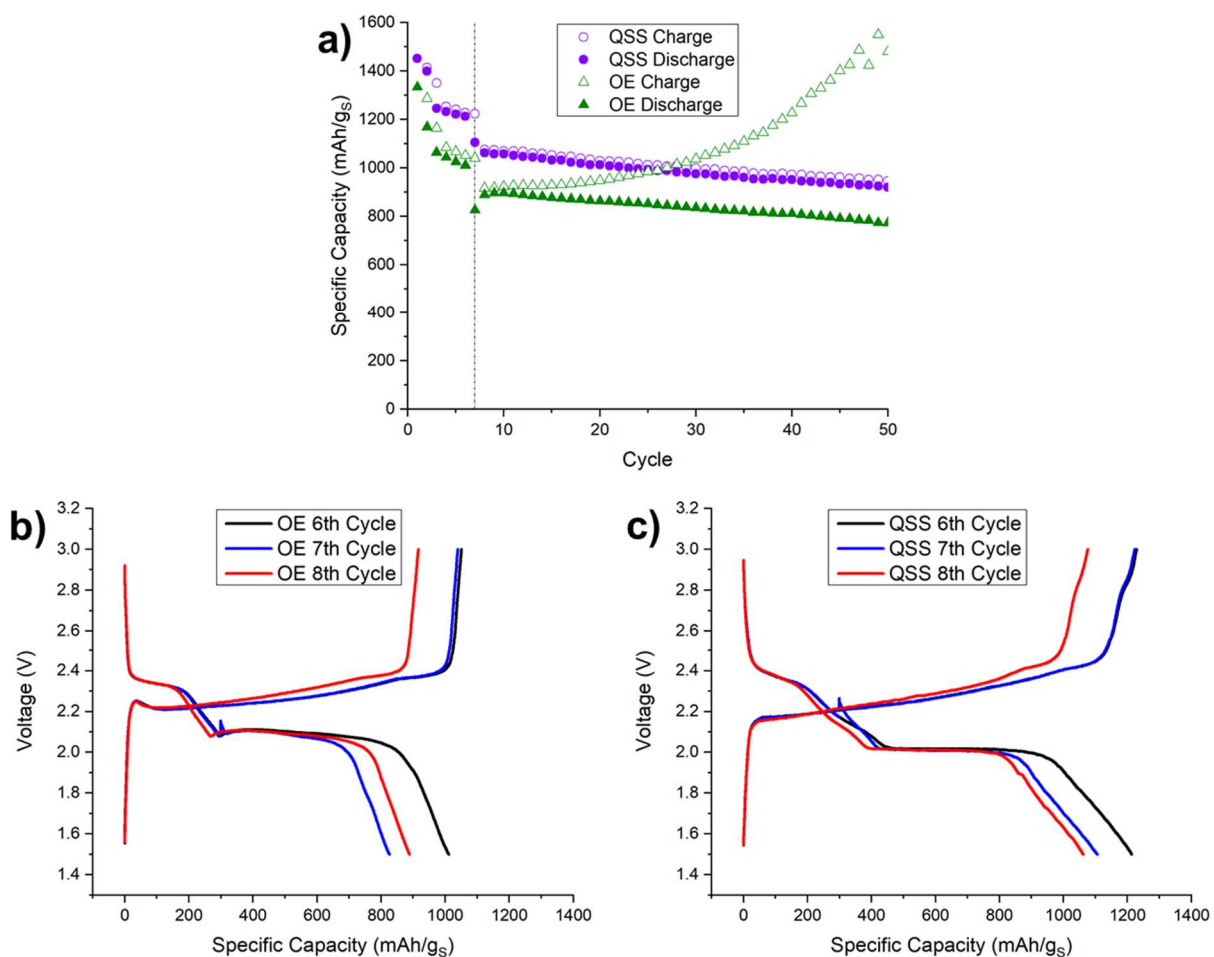 a)
1600
1400
1200
1000
800
600
400
200
0
Specific Capacity (mAh/gS)
QSS Charge
QSS Discharge
OE Charge
OE Discharge
0 10 20 30 40 50
Cycle
b)
3.2
3.0
2.8
2.6
2.4
2.2
2.0
1.8
1.6
1.4
Voltage (V)
OE 6th Cycle
OE 7th Cycle
OE 8th Cycle
0 200 400 600 800 1000 1200 1400
Specific Capacity (mAh/gS)
c)
3.2
3.0
2.8
2.6
2.4
2.2
2.0
1.8
1.6
1.4
Voltage (V)
QSS 6th Cycle
QSS 7th Cycle
QSS 8th Cycle
0 200 400 600 800 1000 1200 1400
Specific Capacity (mAh/gS)